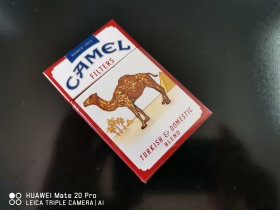 CAMEL
FILTERS
TURKISH & DOMESTIC
BLEND
HUAWEI Mate 20 Pro
LEICA TRIPLE CAMERA | AI